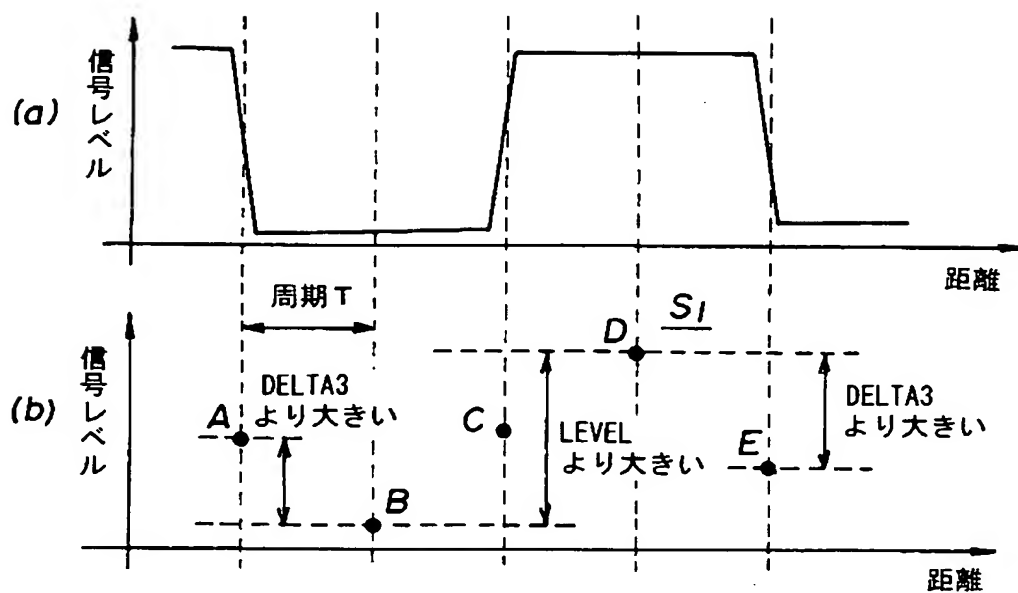 (a)
信号レベル
距離
周期T
(b)
信号レベル
A
DELTA3
より大きい
B
C
D
S1
LEVEL
より大きい
E
DELTA3
より大きい
距離